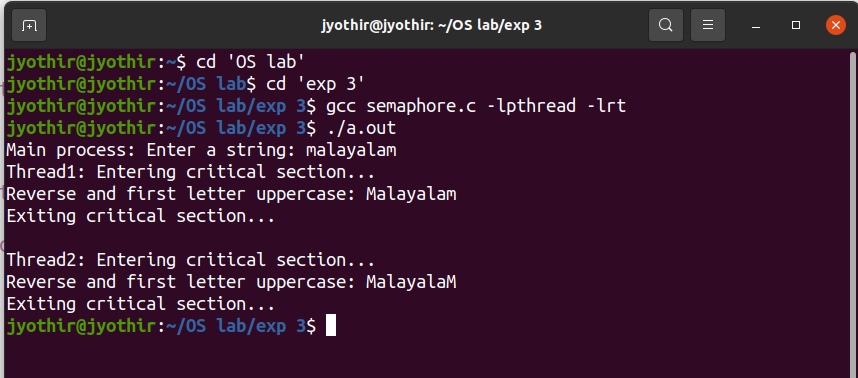 jyothir@jyothir: ~/OS lab/exp 3
jyothir@jyothir:~$ cd 'OS lab'
jyothir@jyothir:~/OS lab$ cd 'exp 3'
jyothir@jyothir:~/OS lab/exp 3$ gcc semaphore.c -lpthread -lrt
jyothir@jyothir:~/OS lab/exp 3$ ./a.out
Main process: Enter a string: malayalam
Thread1: Entering critical section...
Reverse and first letter uppercase: Malayalam
Exiting critical section...
Thread2: Entering critical section...
Reverse and first letter uppercase: MalayalaM
Exiting critical section...
jyothir@jyothir:~/OS lab/exp 3$